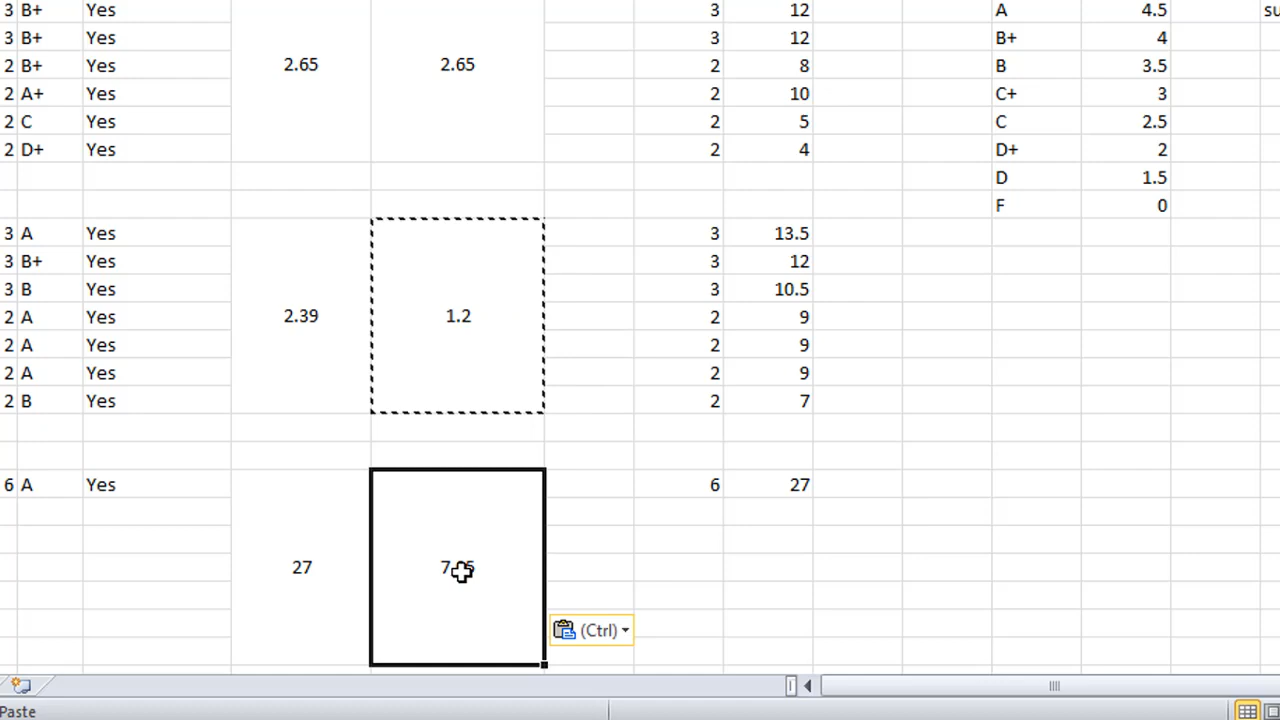 3 B+ Yes 3 12 A 4.5 su
3 B+ Yes 3 12 B+ 4
2 B+ Yes 2.65 2.65 2 8 B 3.5
2 A+ Yes 2 10 C+ 3
2 C Yes 2 5 C 2.5
2 D+ Yes 2 4 D+ 2
D 1.5
F 0
3 A Yes 3 13.5
3 B+ Yes 3 12
3 B Yes 3 10.5
2 A Yes 2.39 1.2 2 9
2 A Yes 2 9
2 A Yes 2 9
2 B Yes 2 7
6 A Yes 6 27
27
(Ctrl)
Paste